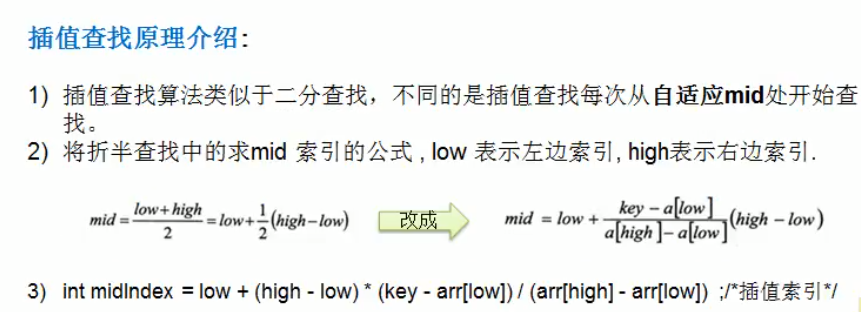 插值查找原理介绍:
1) 插值查找算法类似于二分查找，不同的是插值查找每次从自适应mid处开始查
找。
2) 将折半查找中的求mid 索引的公式 , low 表示左边索引, high表示右边索引.
mid = \frac{low+high}{2} = low + \frac{1}{2}(high−low) 改成 mid = low + \frac{key − a[low]}{a[high] − a[low]}(high − low)
3) int midIndex = low + (high - low) * (key - arr[low]) / (arr[high] - arr[low]) ;/*插值索引*/